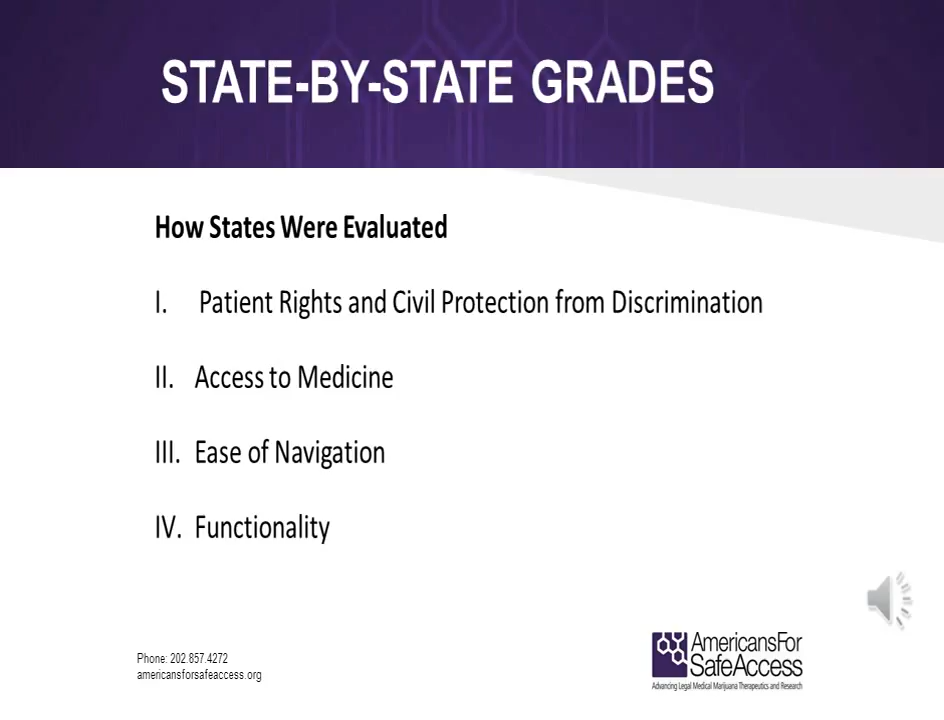 STATE-BY-STATE GRADES
How States Were Evaluated
I. Patient Rights and Civil Protection from Discrimination
II. Access to Medicine
III. Ease of Navigation
IV. Functionality
Phone: 202.857.4272
americansforsafeaccess.org
AmericansFor
SafeAccess
Advancing Legal Medical Marijuana Therapeutics and Research